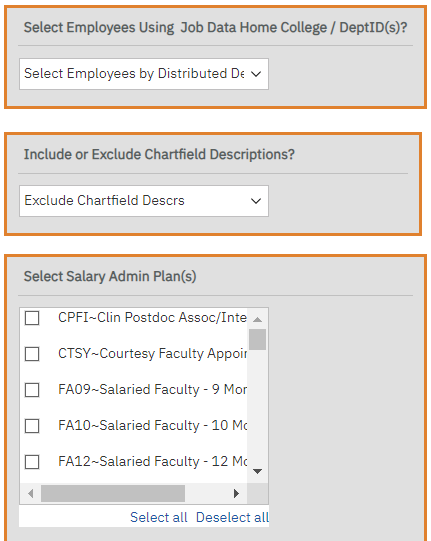 Select Employees Using Job Data Home College / DeptID(s)?
Select Employees by Distributed De
Include or Exclude Chartfield Descriptions?
Exclude Chartfield Descrs
Select Salary Admin Plan(s)
CPFI~Clin Postdoc Assoc/Inte
CTSY~Courtesy Faculty Appoin
FA09~Salaried Faculty - 9 Mon
FA10~Salaried Faculty - 10 Mo
FA12~Salaried Faculty - 12 Mo
Select all Deselect all